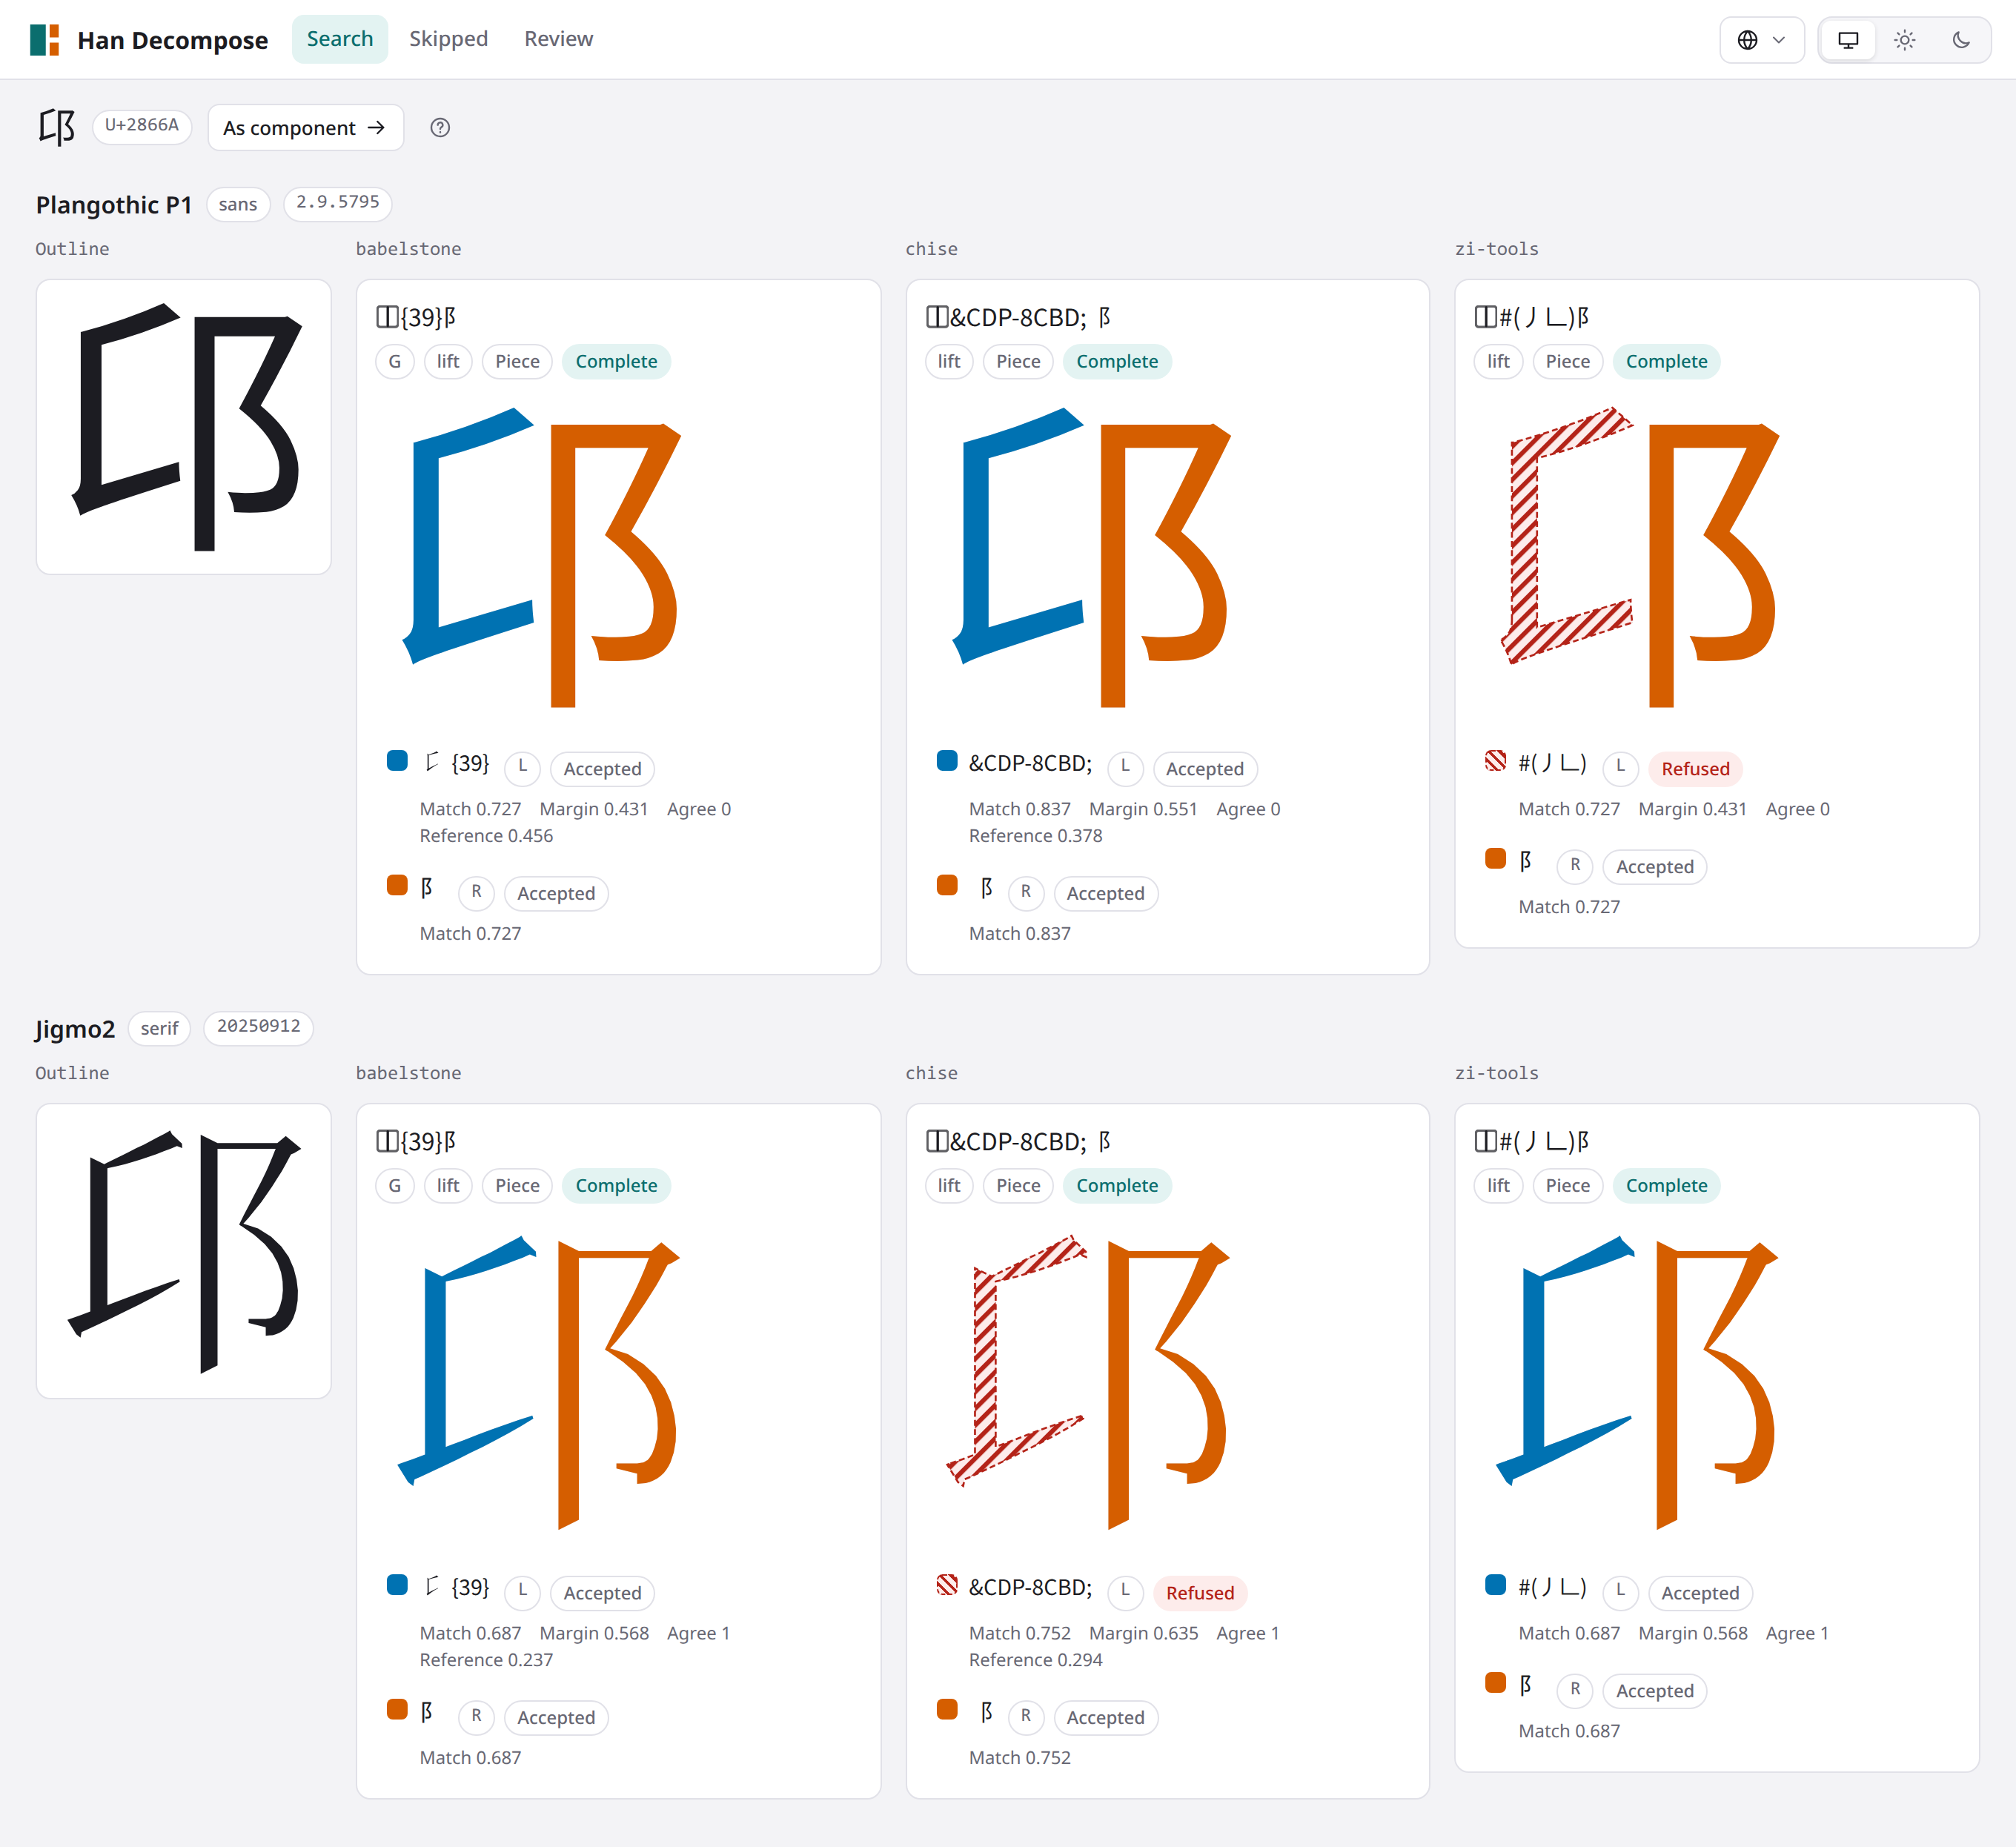 Han Decompose Search Skipped Review
𨙪 U+2866A As component →
Plangothic P1 sans 2.9.5795
Outline babelstone chise zi-tools
⿰{39}阝
G lift Piece Complete
{39} L Accepted
Match 0.727 Margin 0.431 Agree 0
Reference 0.456
阝 R Accepted
Match 0.727
⿰&CDP-8CBD;阝
lift Piece Complete
&CDP-8CBD; L Accepted
Match 0.837 Margin 0.551 Agree 0
Reference 0.378
阝 R Accepted
Match 0.837
⿰#(丿𠃊)阝
lift Piece Complete
#(丿𠃊) L Refused
Match 0.727 Margin 0.431 Agree 0
阝 R Accepted
Match 0.727
Jigmo2 serif 20250912
Outline babelstone chise zi-tools
⿰{39}阝
G lift Piece Complete
{39} L Accepted
Match 0.687 Margin 0.568 Agree 1
Reference 0.237
阝 R Accepted
Match 0.687
⿰&CDP-8CBD;阝
lift Piece Complete
&CDP-8CBD; L Refused
Match 0.752 Margin 0.635 Agree 1
Reference 0.294
阝 R Accepted
Match 0.752
⿰#(丿𠃊)阝
lift Piece Complete
#(丿𠃊) L Accepted
Match 0.687 Margin 0.568 Agree 1
阝 R Accepted
Match 0.687